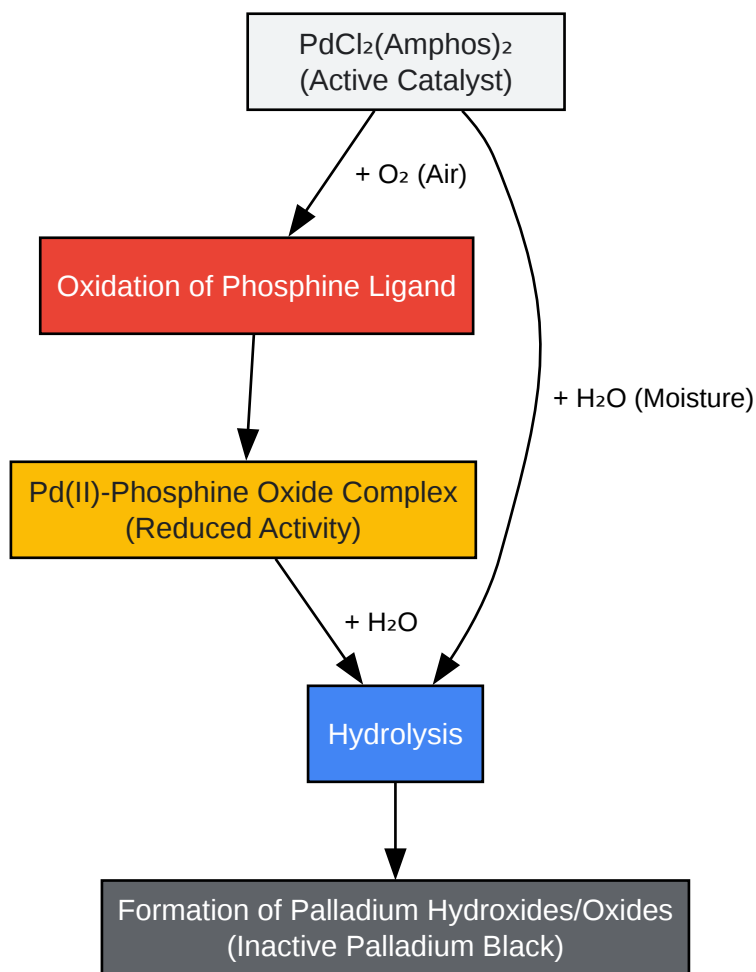 PdCl₂(Amphos)₂
(Active Catalyst)
+ O₂ (Air)
Oxidation of Phosphine Ligand
+ H₂O (Moisture)
Pd(II)-Phosphine Oxide Complex
(Reduced Activity)
+ H₂O
Hydrolysis
Formation of Palladium Hydroxides/Oxides
(Inactive Palladium Black)